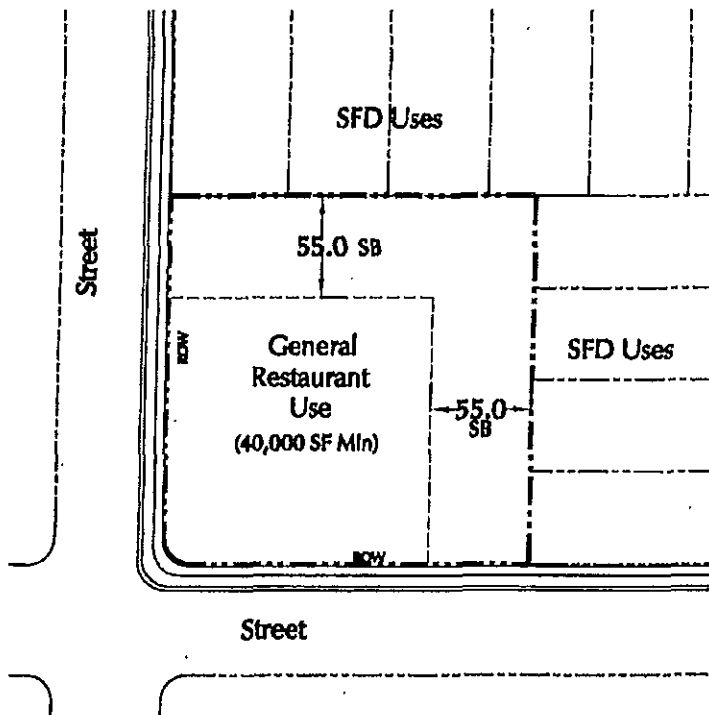 SFD Uses
55.0 SB
Street
ROW
General
Restaurant
Use
(40,000 SF Min)
SFD Uses
55.0
SB
ROW
Street